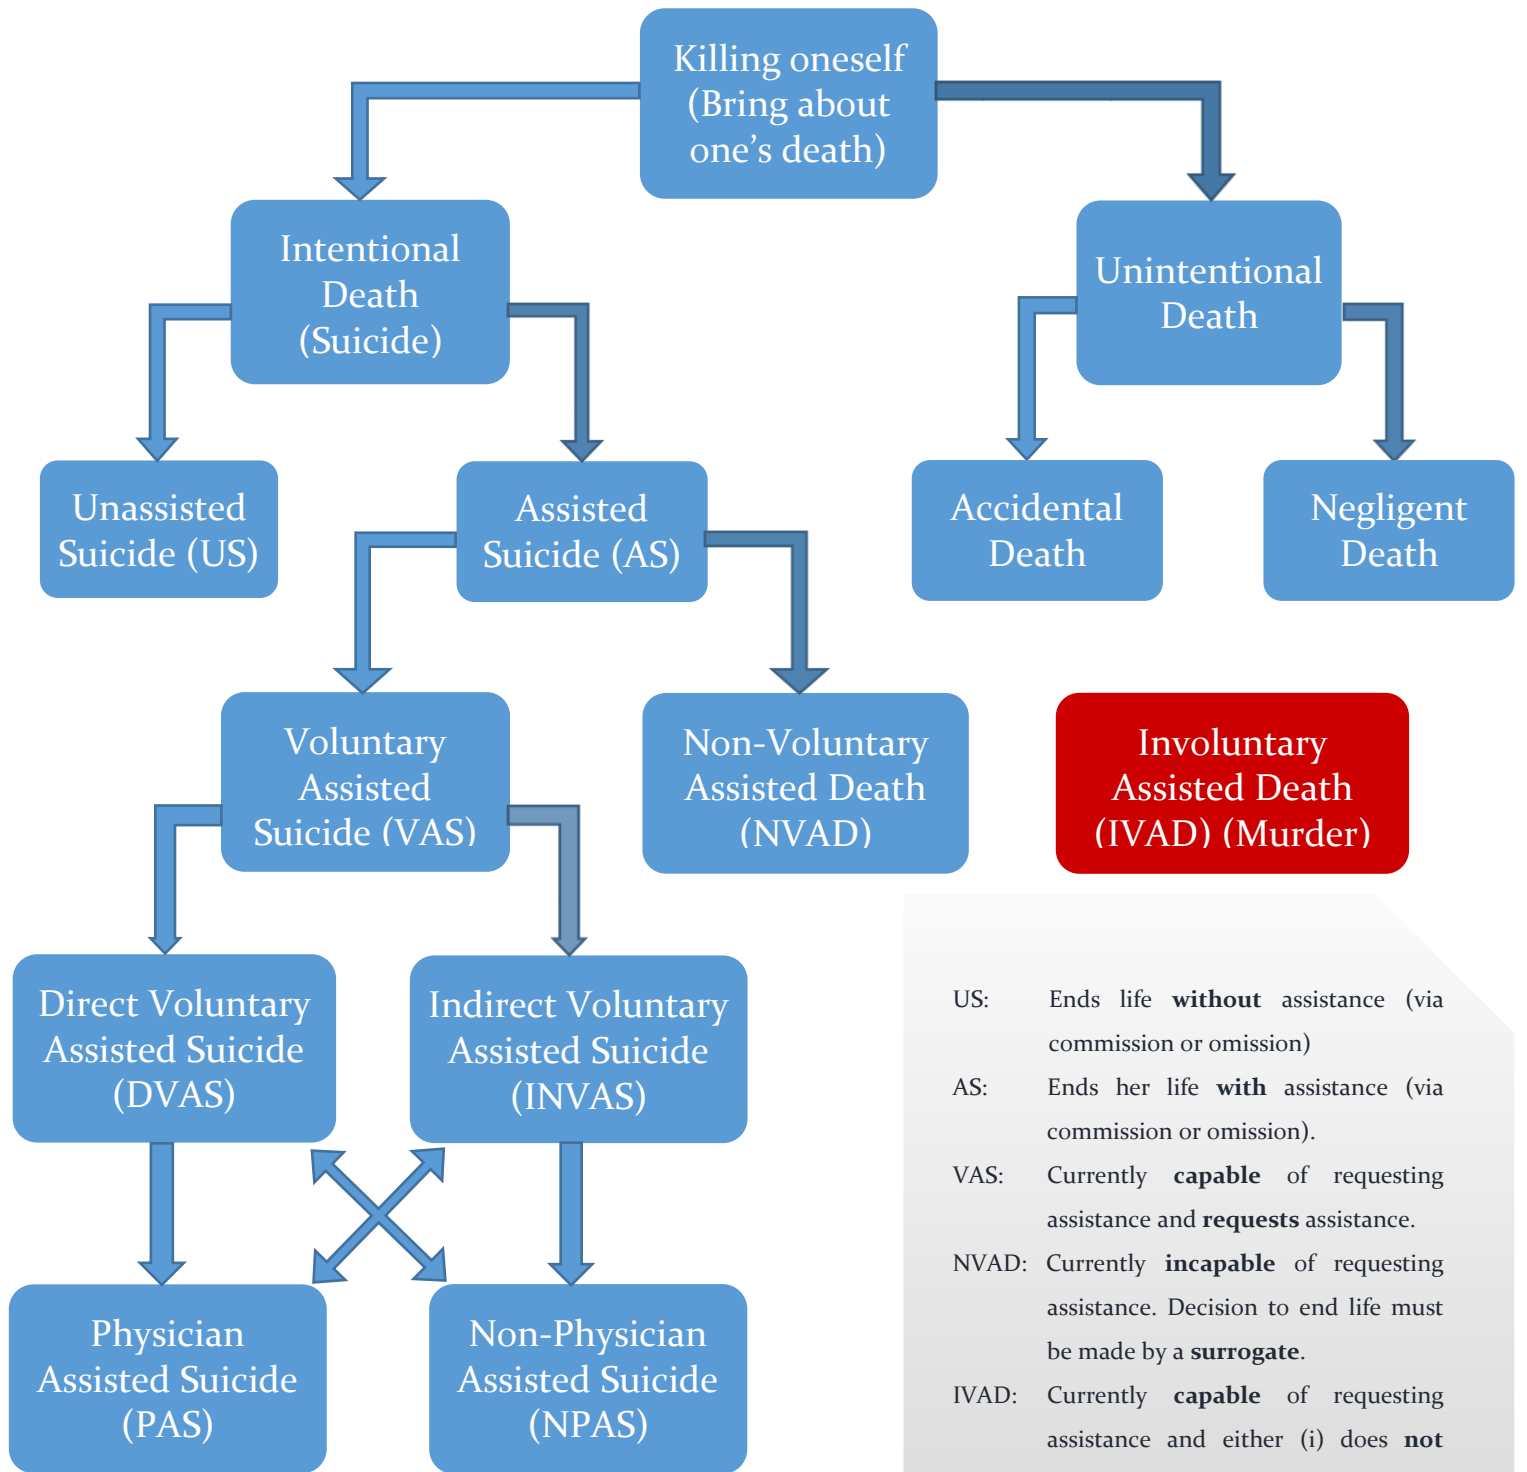 Killing oneself
(Bring about
one’s death)
Intentional
Death
(Suicide)
Unintentional
Death
Unassisted
Suicide (US)
Assisted
Suicide (AS)
Accidental
Death
Negligent
Death
Voluntary
Assisted
Suicide (VAS)
Non-Voluntary
Assisted Death
(NVAD)
Involuntary
Assisted Death
(IVAD) (Murder)
Direct Voluntary
Assisted Suicide
(DVAS)
Indirect Voluntary
Assisted Suicide
(INVAS)
Physician
Assisted Suicide
(PAS)
Non-Physician
Assisted Suicide
(NPAS)
US: Ends life without assistance (via
commission or omission)
AS: Ends her life with assistance (via
commission or omission).
VAS: Currently capable of requesting
assistance and requests assistance.
NVAD: Currently incapable of requesting
assistance. Decision to end life must
be made by a surrogate.
IVAD: Currently capable of requesting
assistance and either (i) does not